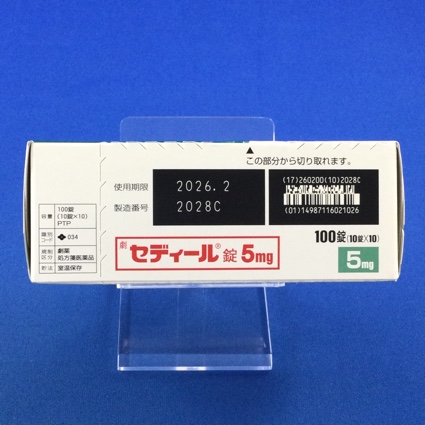 この部分から切り取れます。
使用期限 2026.2
製造番号 2028C
(17)260200(10)2028C
(01)14987116021026
容量 100錠 (10錠×10) PTP
識別コード 034
規制区分 劇薬 処方箋医薬品
貯法 室温保存
劇 セディール® 錠 5mg
100錠(10錠×10)
5mg